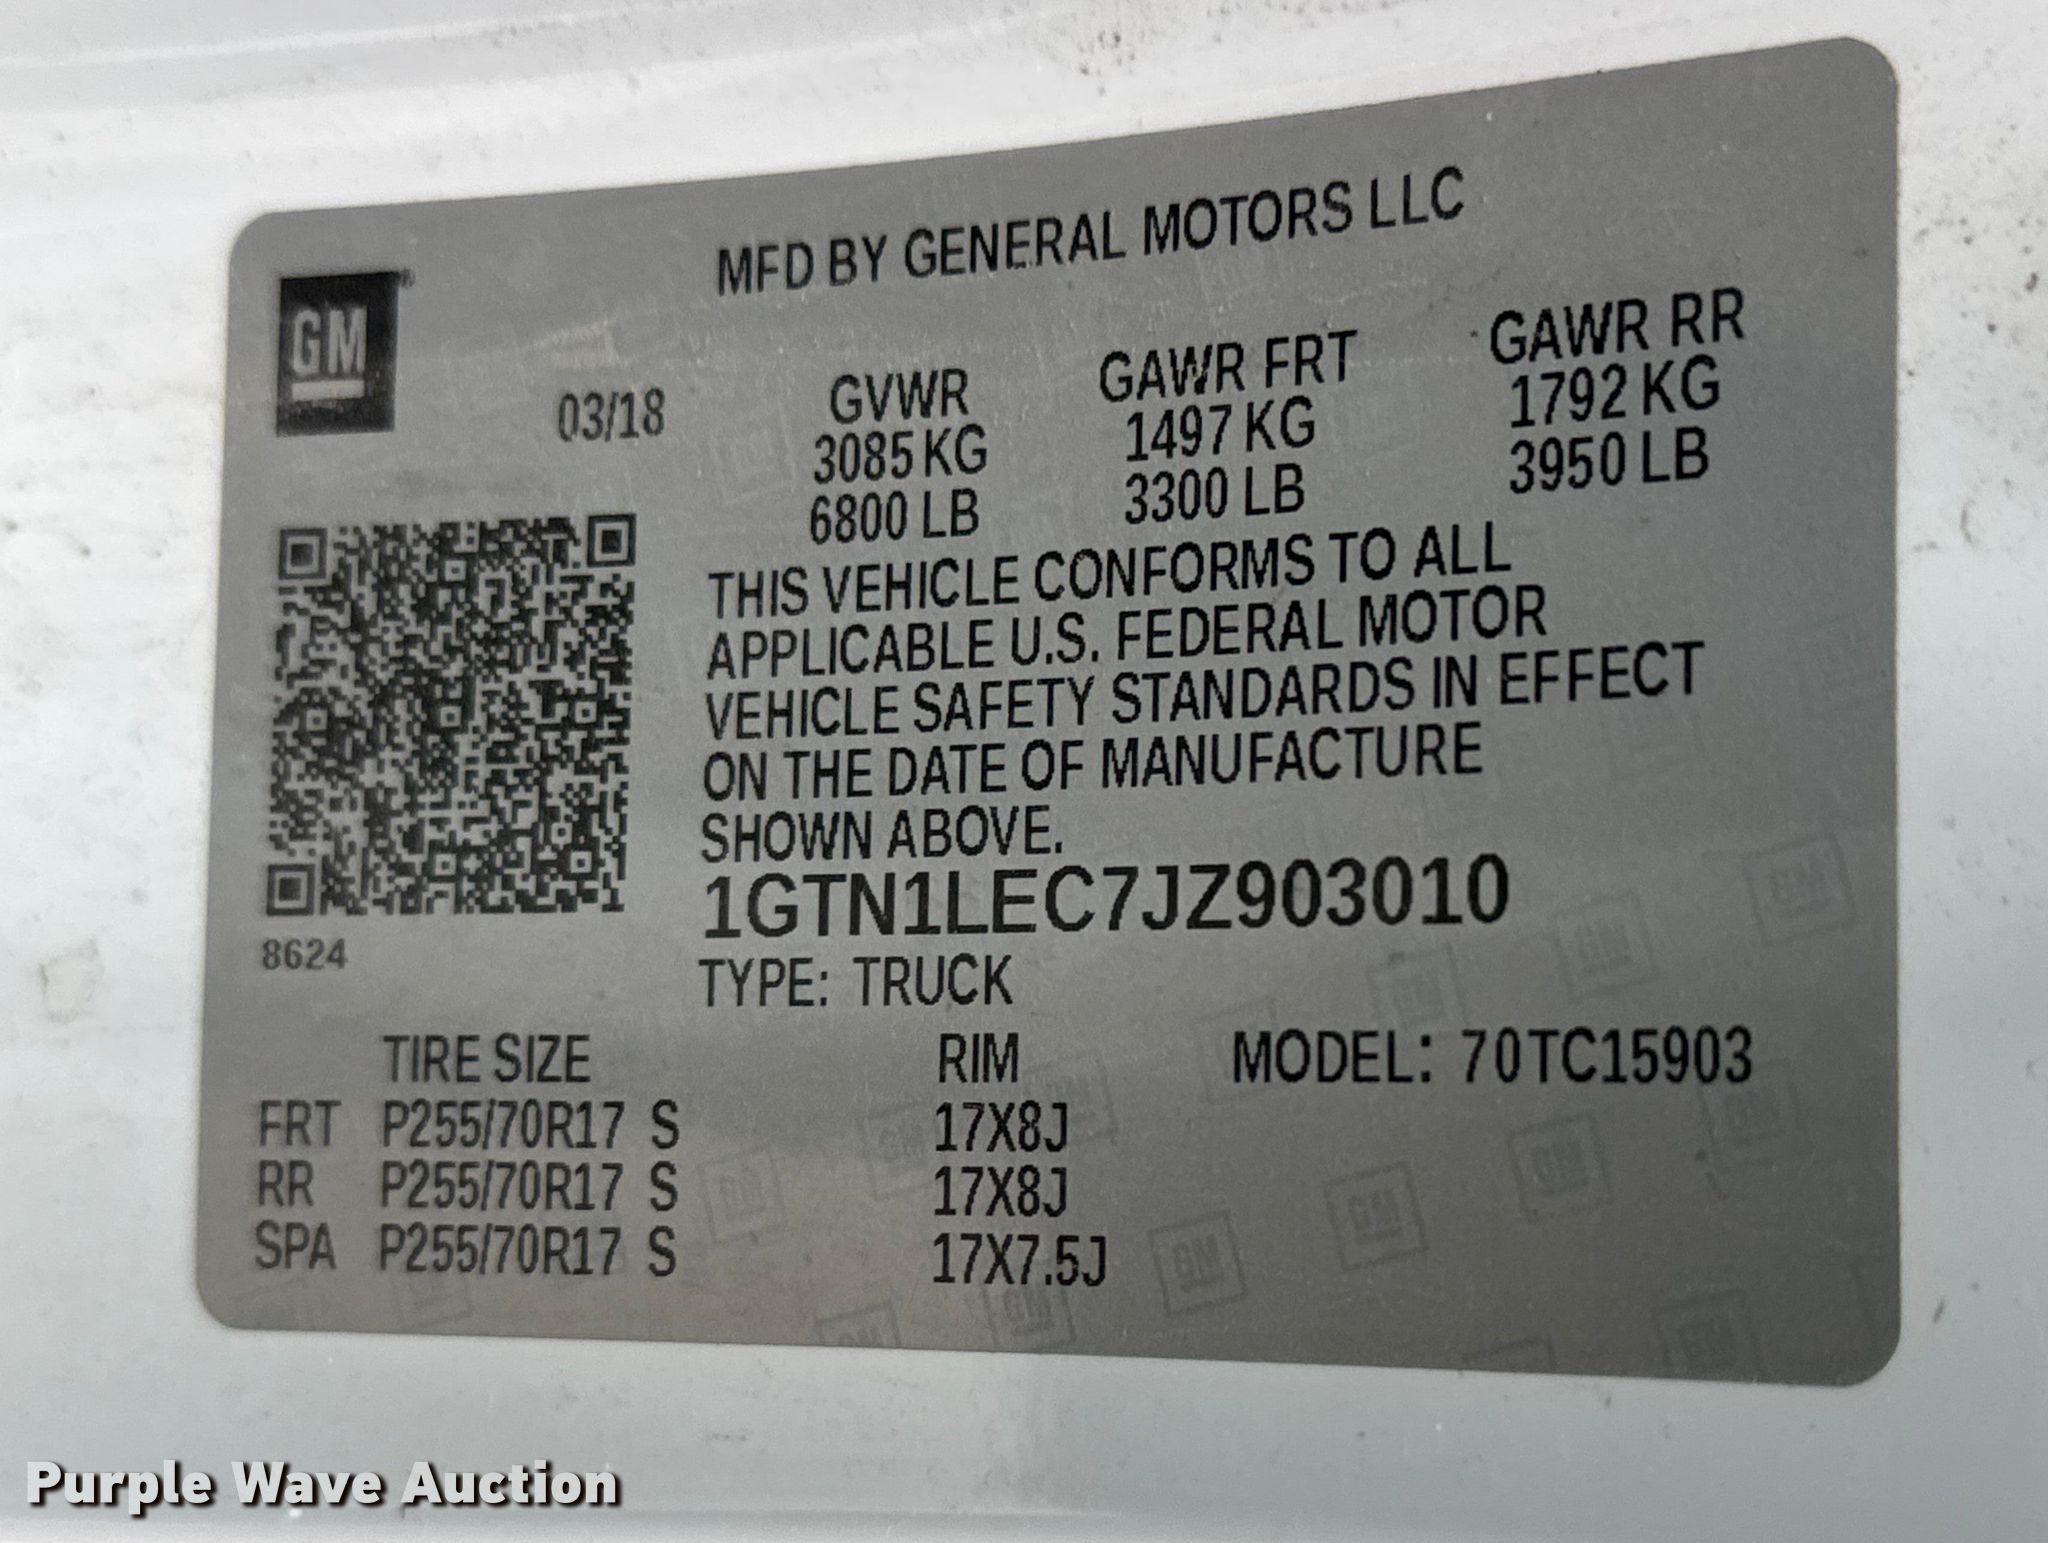 MFD BY GENERAL MOTORS LLC
GM
03/18
GVWR GAWR FRT GAWR RR
3085 KG 1497 KG 1792 KG
6800 LB 3300 LB 3950 LB
THIS VEHICLE CONFORMS TO ALL
APPLICABLE U.S. FEDERAL MOTOR
VEHICLE SAFETY STANDARDS IN EFFECT
ON THE DATE OF MANUFACTURE
SHOWN ABOVE.
1GTN1LEC7JZ903010
8624
TYPE: TRUCK
TIRE SIZE RIM MODEL: 70TC15903
FRT P255/70R17 S 17X8J
RR P255/70R17 S 17X8J
SPA P255/70R17 S 17X7.5J
Purple Wave Auction